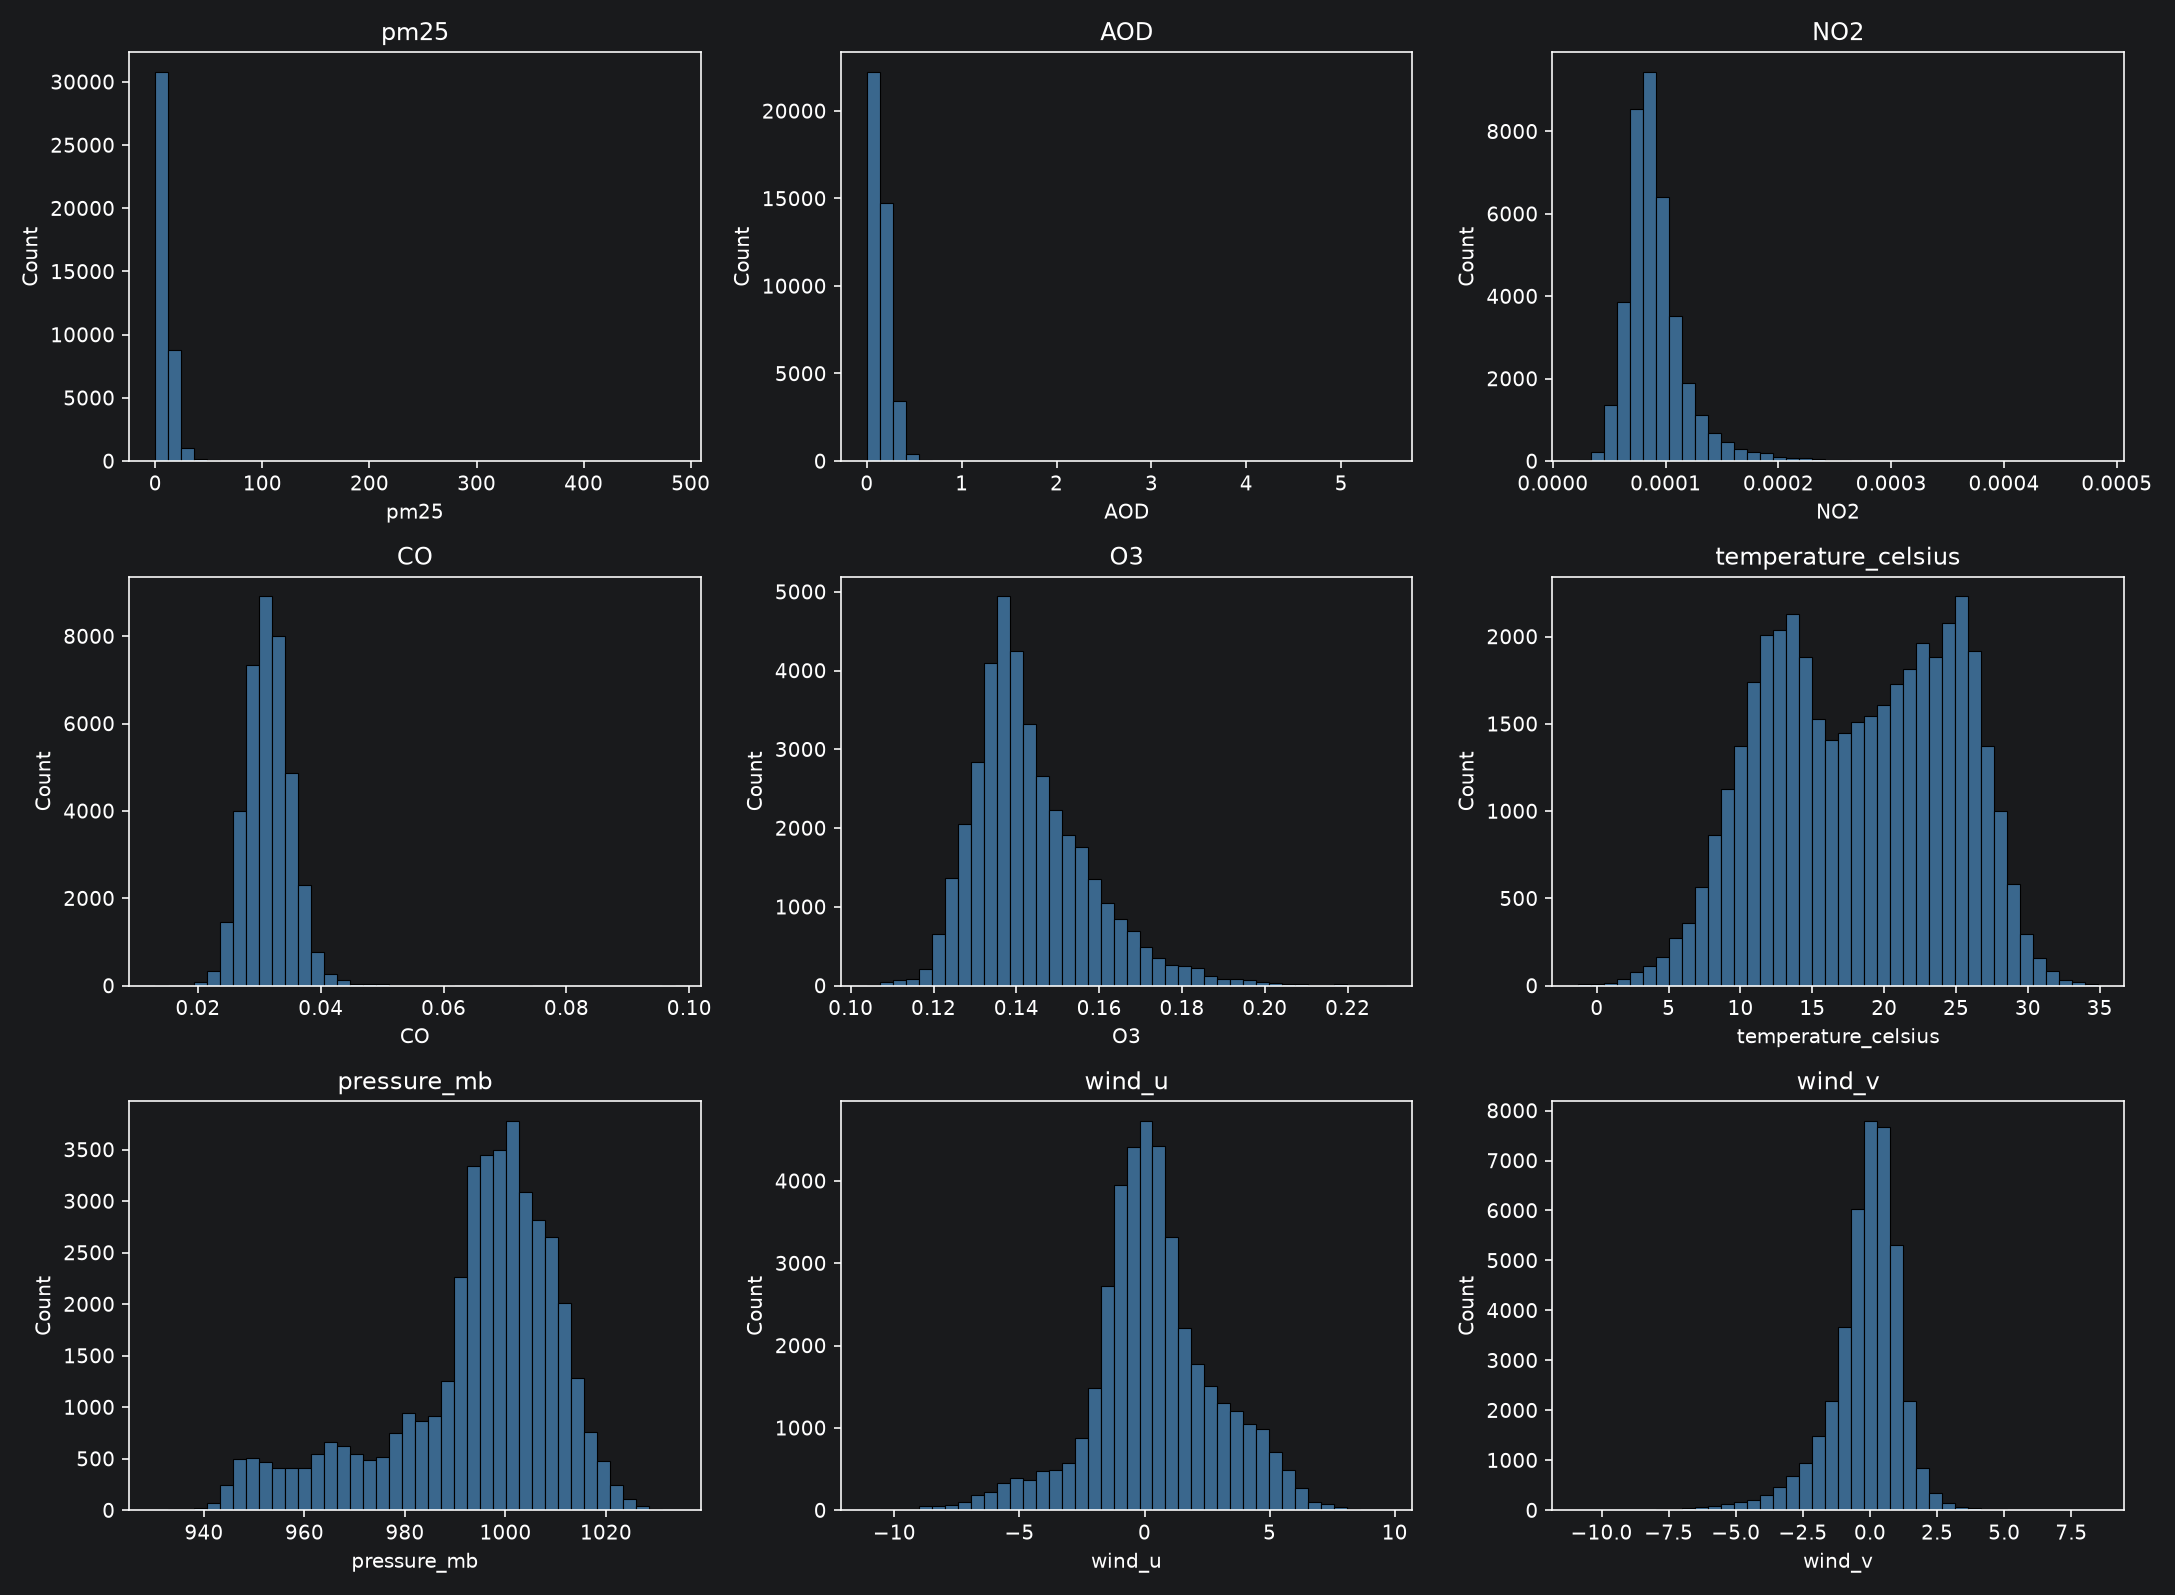 pm25
AOD
NO2
30000
25000
20000
15000
10000
5000
0
Count
0 100 200 300 400 500
pm25
20000
15000
10000
5000
0
Count
0 1 2 3 4 5
AOD
8000
6000
4000
2000
0
Count
0.0000 0.0001 0.0002 0.0003 0.0004 0.0005
NO2
CO
O3
temperature_celsius
8000
6000
4000
2000
0
Count
0.02 0.04 0.06 0.08 0.10
CO
5000
4000
3000
2000
1000
0
Count
0.10 0.12 0.14 0.16 0.18 0.20 0.22
O3
2000
1500
1000
500
0
Count
0 5 10 15 20 25 30 35
temperature_celsius
pressure_mb
wind_u
wind_v
3500
3000
2500
2000
1500
1000
500
0
Count
940 960 980 1000 1020
pressure_mb
4000
3000
2000
1000
0
Count
−10 −5 0 5 10
wind_u
8000
7000
6000
5000
4000
3000
2000
1000
0
Count
−10.0 −7.5 −5.0 −2.5 0.0 2.5 5.0 7.5
wind_v